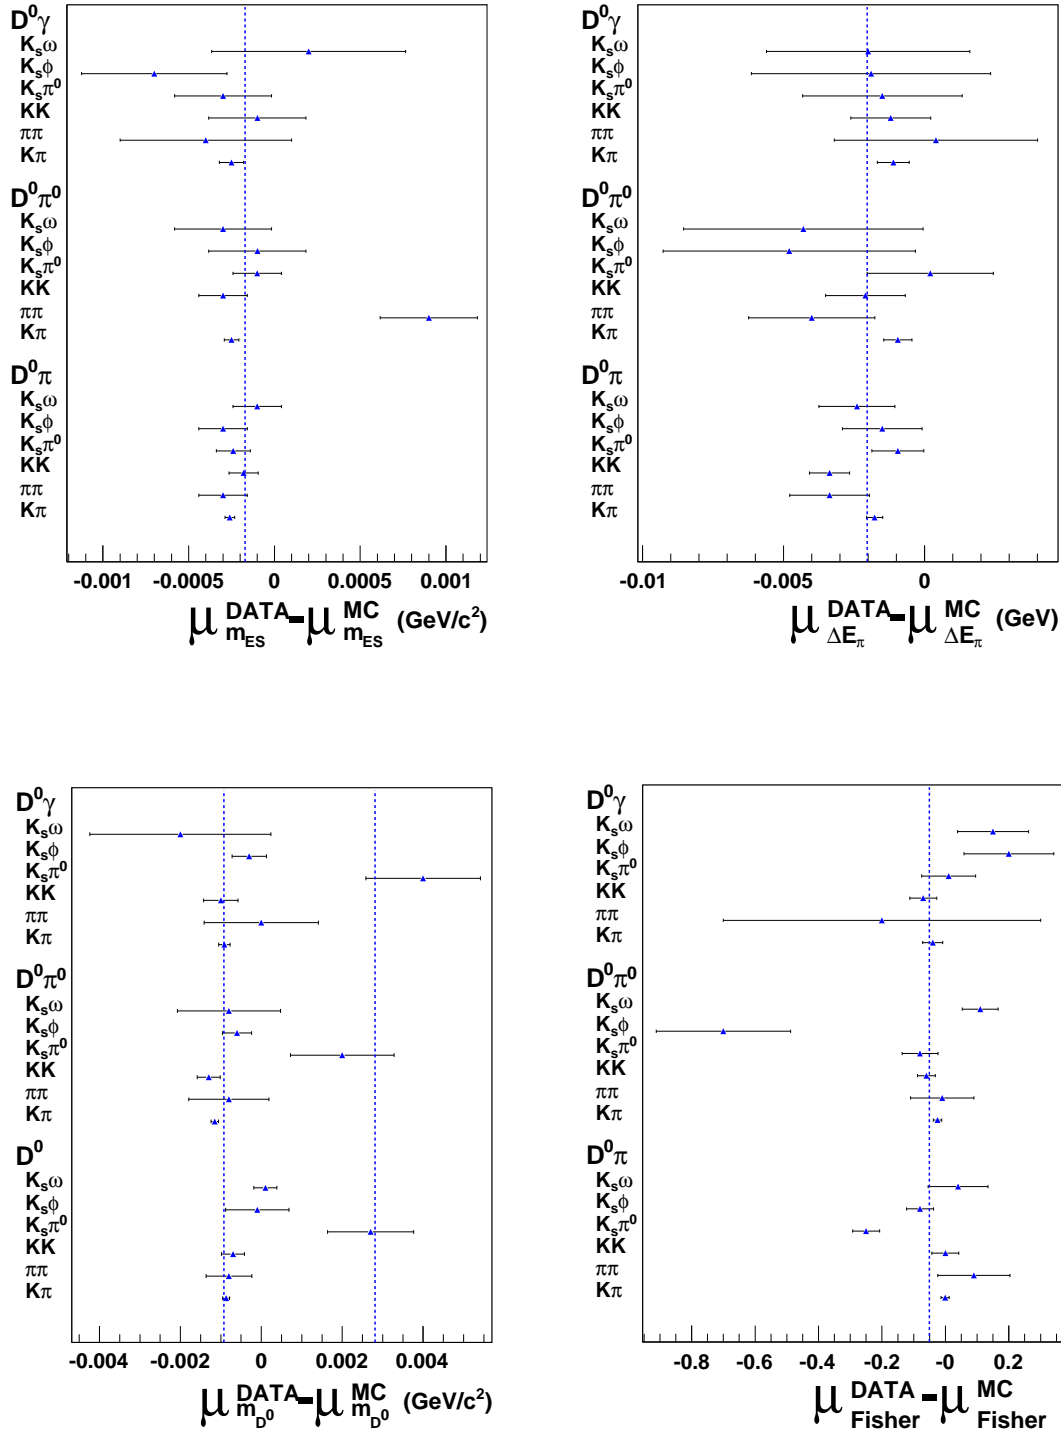 D⁰γ
Kₛω
Kₛφ
Kₛπ⁰
KK
ππ
Kπ
D⁰π⁰
Kₛω
Kₛφ
Kₛπ⁰
KK
ππ
Kπ
D⁰π
Kₛω
Kₛφ
Kₛπ⁰
KK
ππ
Kπ
-0.001 -0.0005 0 0.0005 0.001
μ DATA m_ES - μ MC m_ES (GeV/c²)
D⁰γ
Kₛω
Kₛφ
Kₛπ⁰
KK
ππ
Kπ
D⁰π⁰
Kₛω
Kₛφ
Kₛπ⁰
KK
ππ
Kπ
D⁰π
Kₛω
Kₛφ
Kₛπ⁰
KK
ππ
Kπ
-0.01 -0.005 0
μ DATA ΔE_π - μ MC ΔE_π (GeV)
D⁰γ
Kₛω
Kₛφ
Kₛπ⁰
KK
ππ
Kπ
D⁰π⁰
Kₛω
Kₛφ
Kₛπ⁰
KK
ππ
Kπ
D⁰
Kₛω
Kₛφ
Kₛπ⁰
KK
ππ
Kπ
-0.004 -0.002 0 0.002 0.004
μ DATA m_D⁰ - μ MC m_D⁰ (GeV/c²)
D⁰γ
Kₛω
Kₛφ
Kₛπ⁰
KK
ππ
Kπ
D⁰π⁰
Kₛω
Kₛφ
Kₛπ⁰
KK
ππ
Kπ
D⁰π
Kₛω
Kₛφ
Kₛπ⁰
KK
ππ
Kπ
-0.8 -0.6 -0.4 -0.2 -0 0.2
μ DATA Fisher - μ MC Fisher